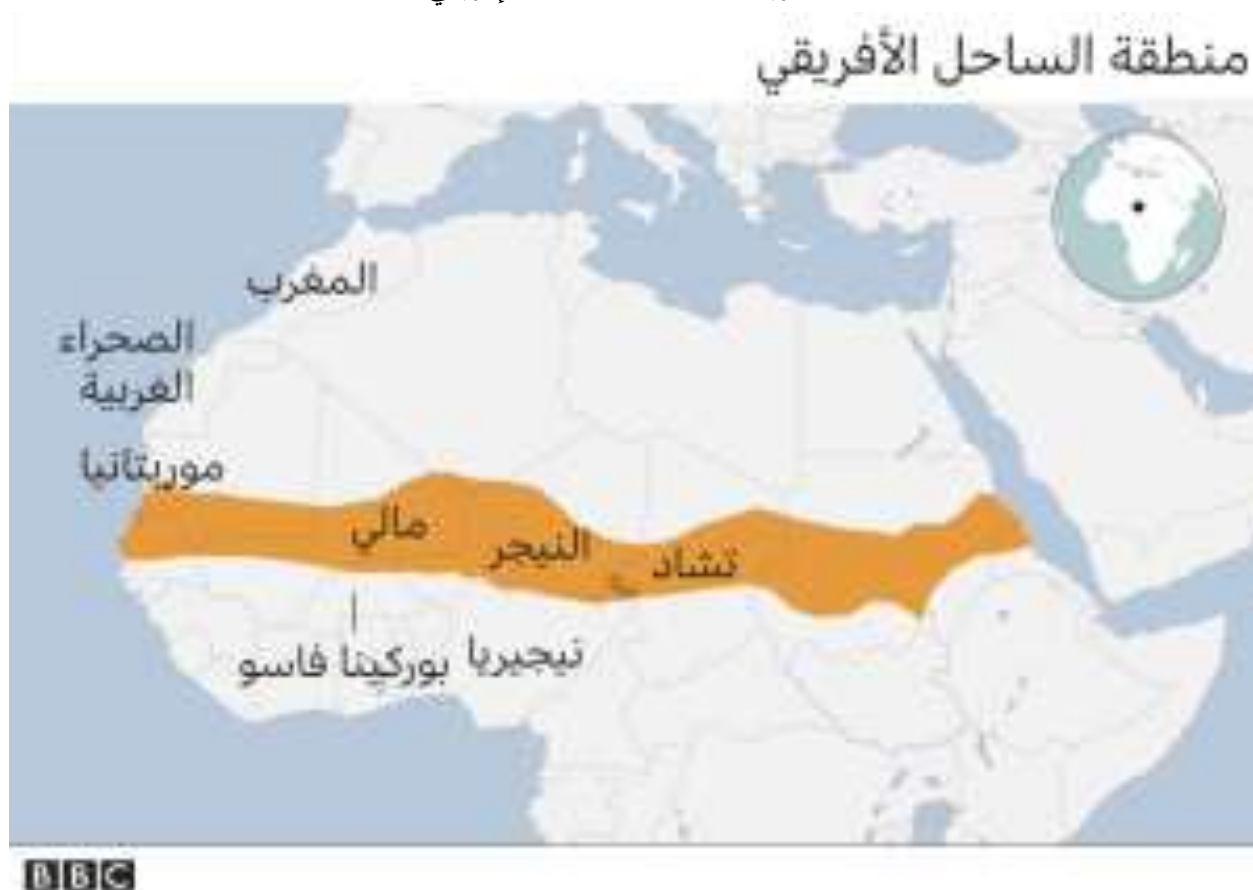 منطقة الساحل الأفريقي
المغرب
الصحراء
الغربية
موريتانيا
مالي
النيجر
تشاد
نيجيريا
بوركينا فاسو
BBC